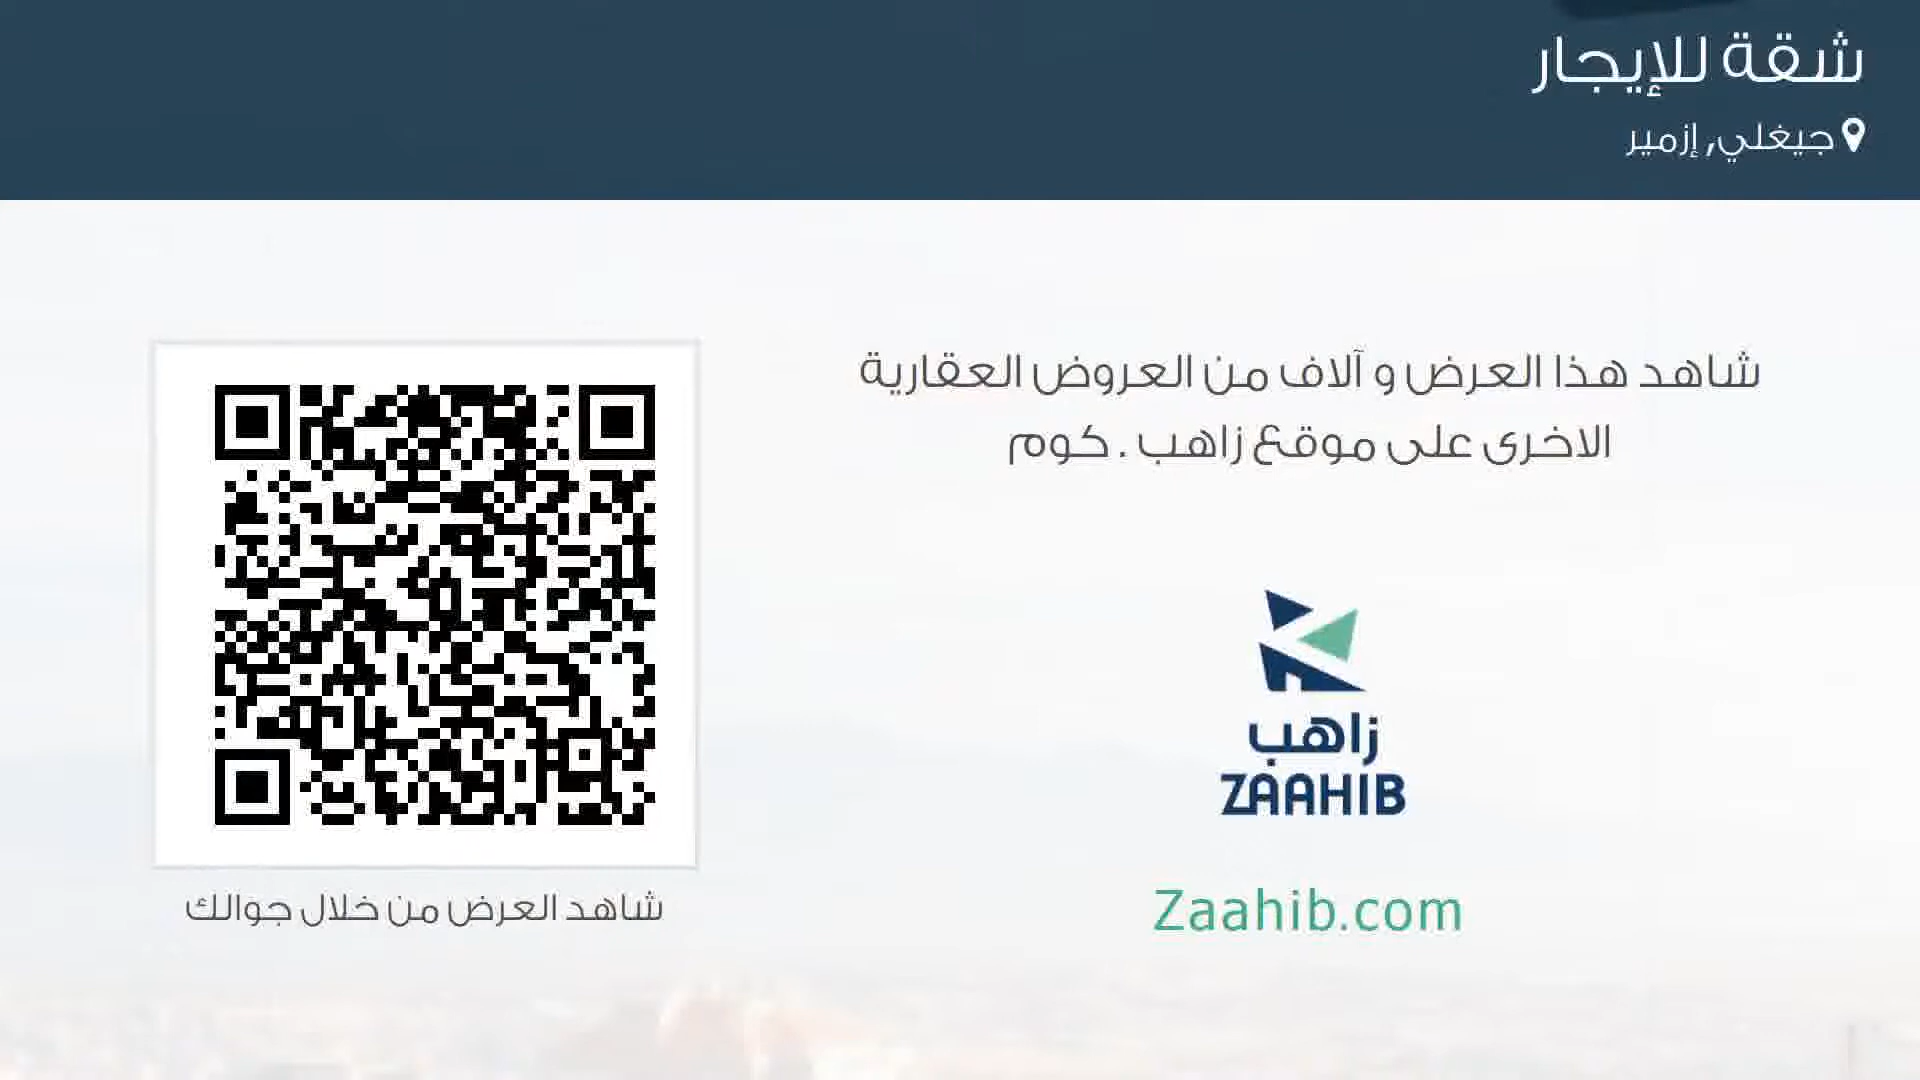 شقة للإيجار
جيغلي, إزمير
شاهد هذا العرض و آلاف من العروض العقارية
الاخرى على موقع زاهب . كوم
زاهب
ZAAHIB
Zaahib.com
شاهد العرض من خلال جوالك